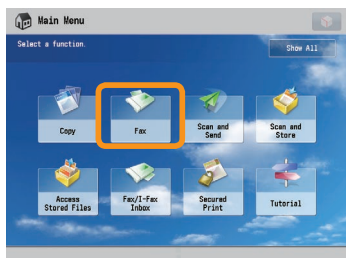 Main Menu
Select a function.
Show All
Copy
Fax
Scan and
Send
Scan and
Store
Access
Stored Files
Fax/I-Fax
Inbox
Secured
Print
Tutorial